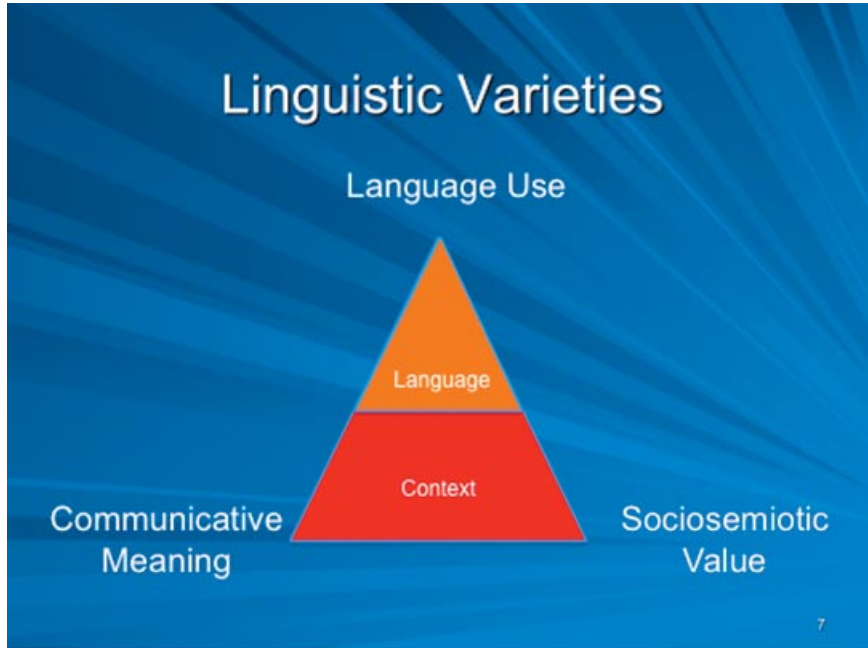 Linguistic Varieties
Language Use
Language
Context
Communicative
Meaning
Sociosemiotic
Value
7